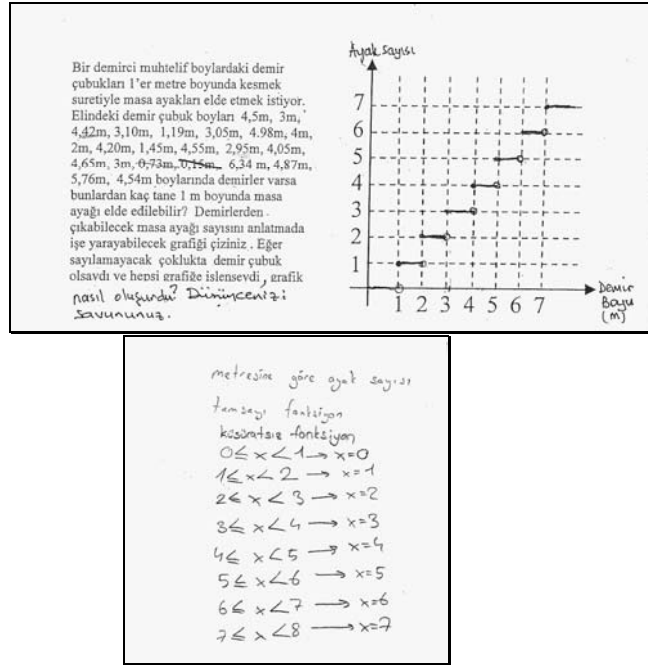 Bir demirci muhtelif boylardaki demir
çubukları 1'er metre boyunda kesmek
suretiyle masa ayakları elde etmek istiyor.
Elindeki demir çubuk boyları 4,5m, 3m,
4,42m, 3,10m, 1,19m, 3,05m, 4.98m, 4m,
2m, 4,20m, 1,45m, 4,55m, 2,95m, 4,05m,
4,65m, 3m, 0,73m, 0,15m 6,34 m, 4,87m,
5,76m, 4,54m boylarında demirler varsa
bunlardan kaç tane 1 m boyunda masa
ayağı elde edilebilir? Demirlerden
çıkabilecek masa ayağı sayısını anlatmada
işe yarayabilecek grafiği çiziniz. Eğer
sayılamayacak çoklukta demir çubuk
olsaydı ve hepsi grafiğe işlenseydi, grafik
nasıl oluşurdu? Düşüncenizi
savununuz.
Ayak sayısı
7
6
5
4
3
2
1
1 2 3 4 5 6 7
Demir
Boyu
(m)
metresine göre ayak sayısı
tamsayı fonksiyon
küsüratsız fonksiyon
0≤ x<1→ x=0
1≤ x<2 → x=1
2≤ x<3 → x=2
3≤ x<4 → x=3
4≤ x<5 → x=4
5≤ x<6 → x=5
6≤ x<7 → x=6
7≤ x<8 → x=7